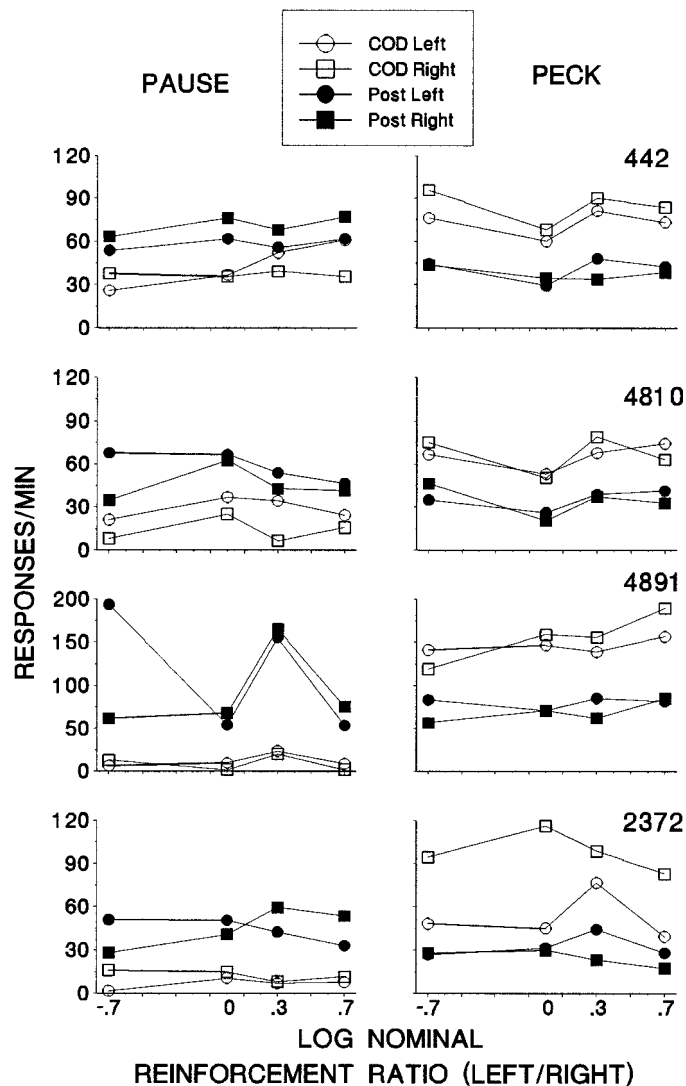 COD Left
COD Right
Post Left
Post Right
PAUSE
PECK
120
90
60
30
0
442
120
90
60
30
0
4810
200
150
100
50
0
4891
120
90
60
30
0
2372
RESPONSES/MIN
-.7 0 .3 .7
-.7 0 .3 .7
LOG NOMINAL
REINFORCEMENT RATIO (LEFT/RIGHT)